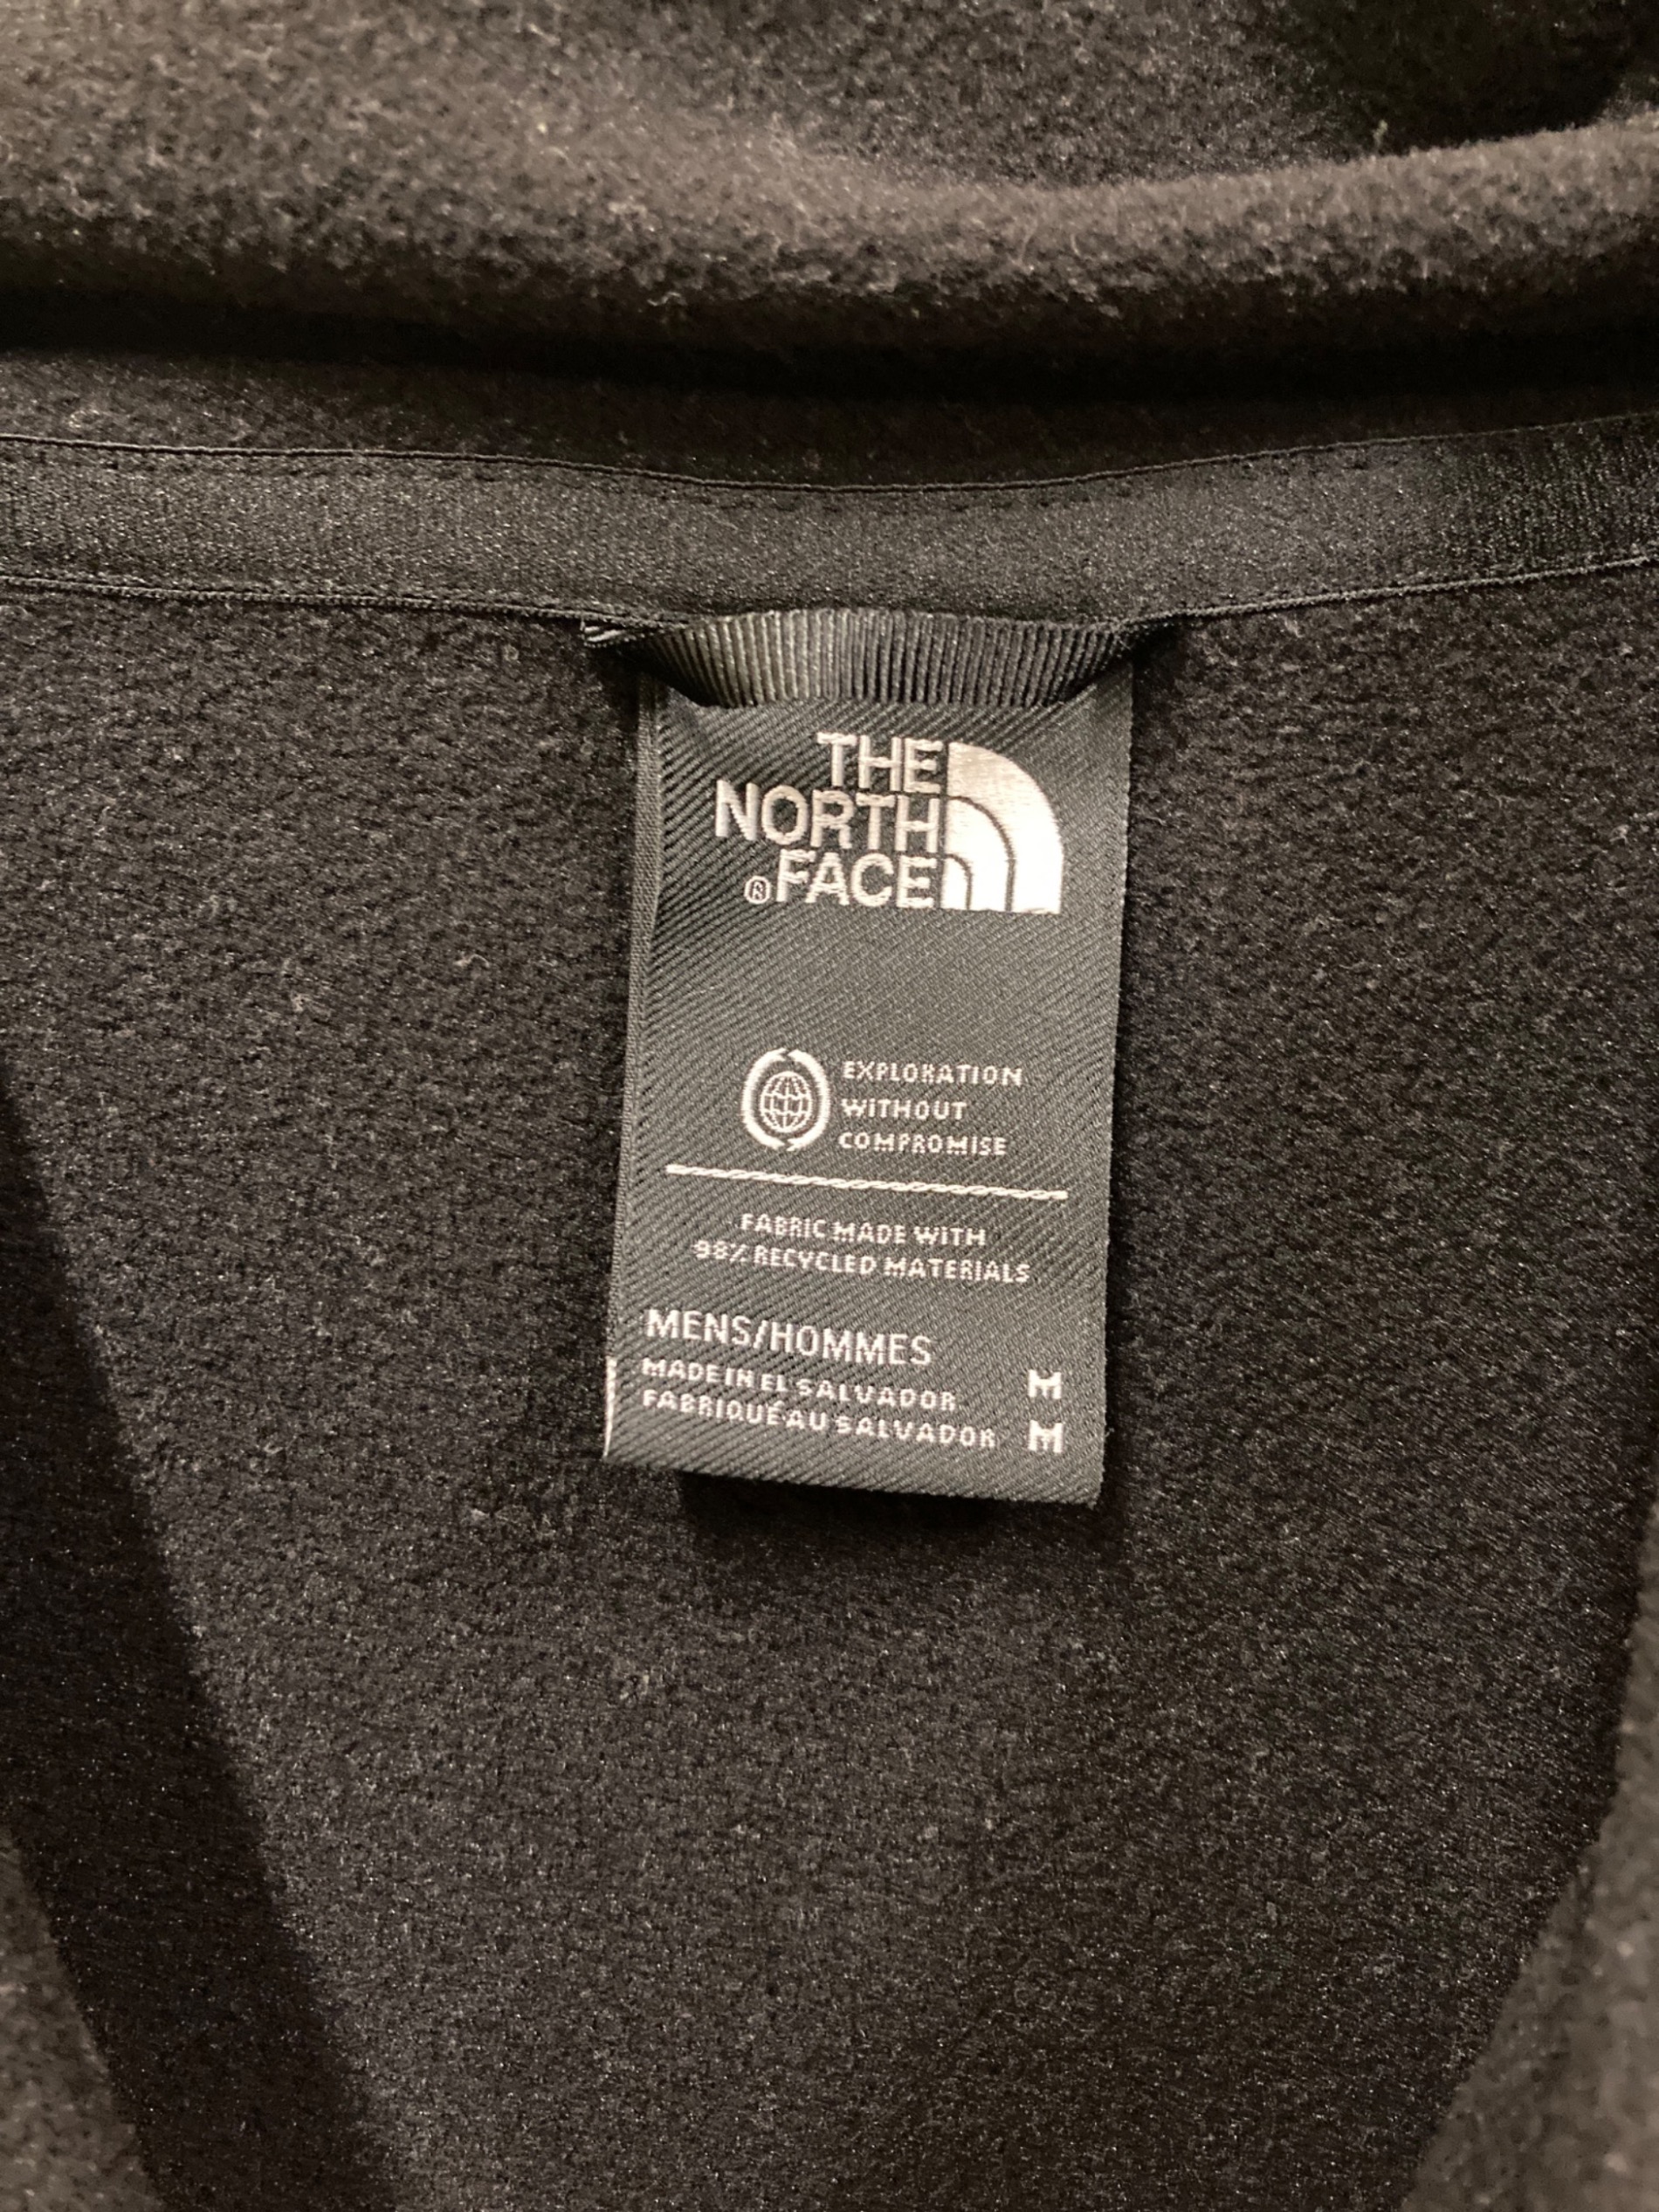 THE
NORTH
®FACE
EXPLORATION
WITHOUT
COMPROMISE
FABRIC MADE WITH
98% RECYCLED MATERIALS
MENS/HOMMES
MADE IN EL SALVADOR M
FABRIQUÉ AU SALVADOR M